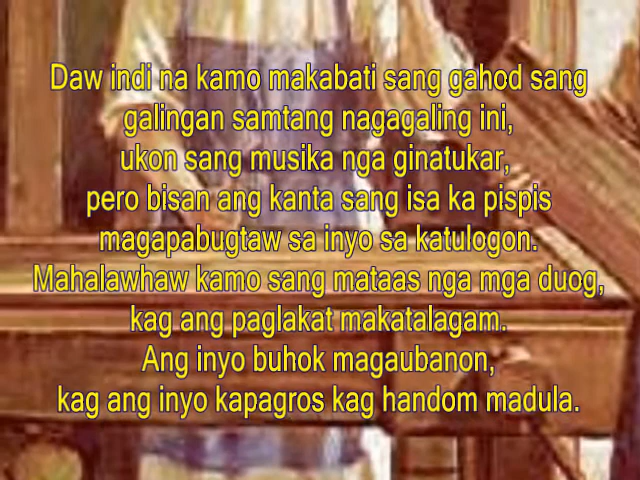 Daw indi na kamo makabati sang gahod sang
galingan samtang nagagaling ini,
ukon sang musika nga ginatukar,
pero bisan ang kanta sang isa ka pispis
magapabugtaw sa inyo sa katulogon.
Mahalawhaw kamo sang mataas nga mga duog,
kag ang paglakat makatalagam.
Ang inyo buhok magaubanon,
kag ang inyo kapagros kag handom madula.